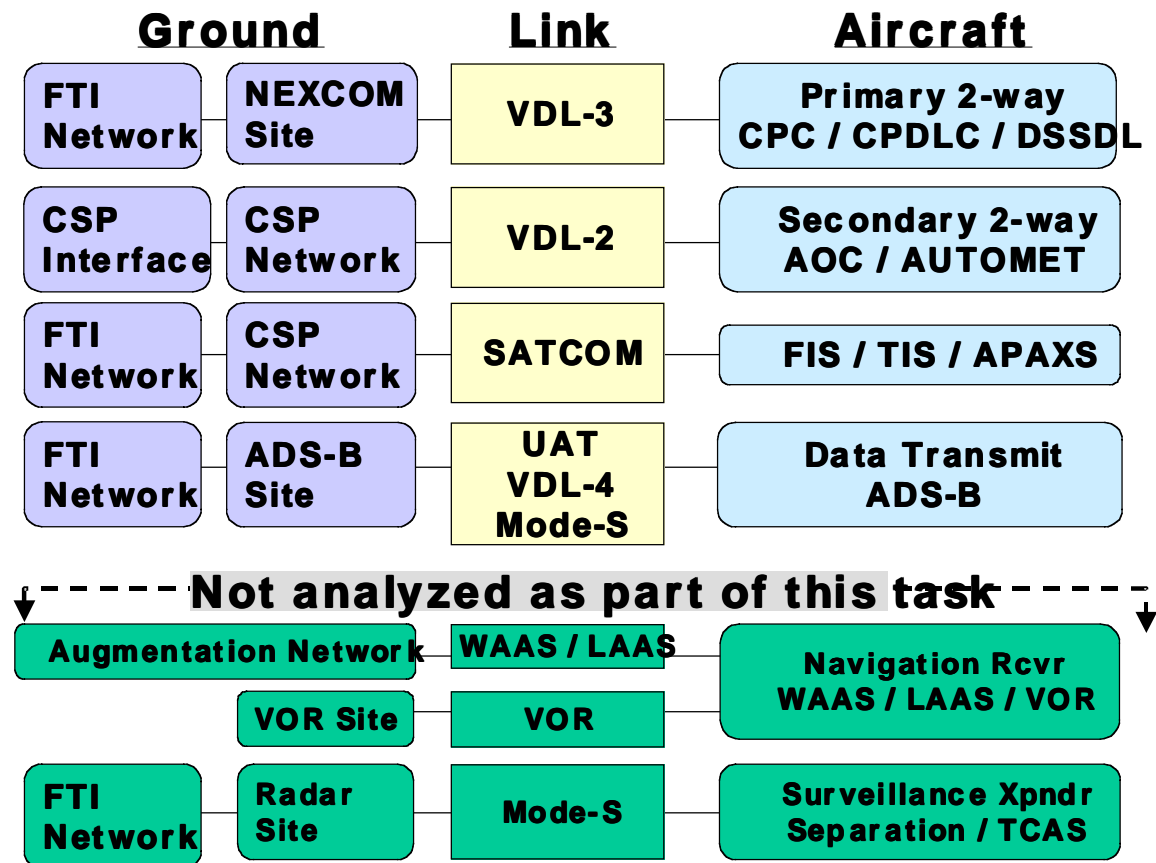 Ground Link Aircraft
FTI
Network
NEXCOM
Site
VDL-3
Primary 2-way
CPC / CPDLC / DSSDL
CSP
Interface
CSP
Network
VDL-2
Secondary 2-way
AOC / AUTOMET
FTI
Network
CSP
Network
SATCOM
FIS / TIS / APAXS
FTI
Network
ADS-B
Site
UAT
VDL-4
Mode-S
Data Transmit
ADS-B
Not analyzed as part of this task
Augmentation Network
WAAS / LAAS
Navigation Rcvr
WAAS / LAAS / VOR
VOR Site
VOR
FTI
Network
Radar
Site
Mode-S
Surveillance Xpndr
Separation / TCAS